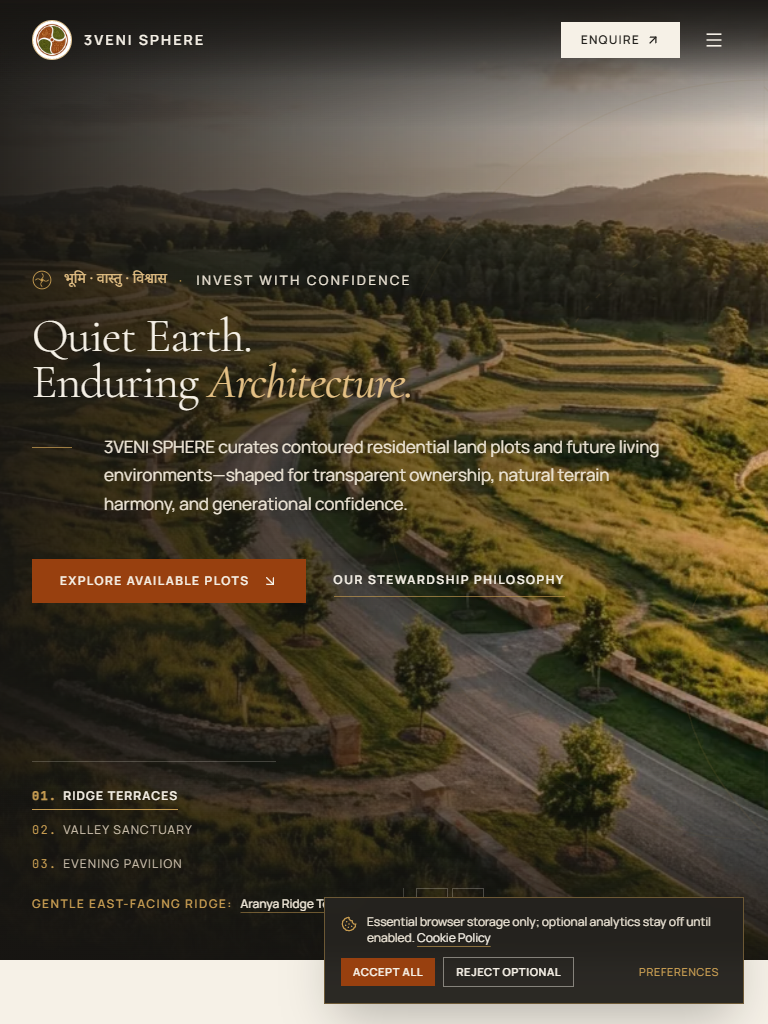 3VENI SPHERE
ENQUIRE
भूमि · वास्तु · विश्वास · INVEST WITH CONFIDENCE
Quiet Earth.
Enduring Architecture.
3VENI SPHERE curates contoured residential land plots and future living
environments—shaped for transparent ownership, natural terrain
harmony, and generational confidence.
EXPLORE AVAILABLE PLOTS
OUR STEWARDSHIP PHILOSOPHY
01. RIDGE TERRACES
02. VALLEY SANCTUARY
03. EVENING PAVILION
GENTLE EAST-FACING RIDGE: Aranya Ridge
Essential browser storage only; optional analytics stay off until
enabled. Cookie Policy
ACCEPT ALL
REJECT OPTIONAL
PREFERENCES